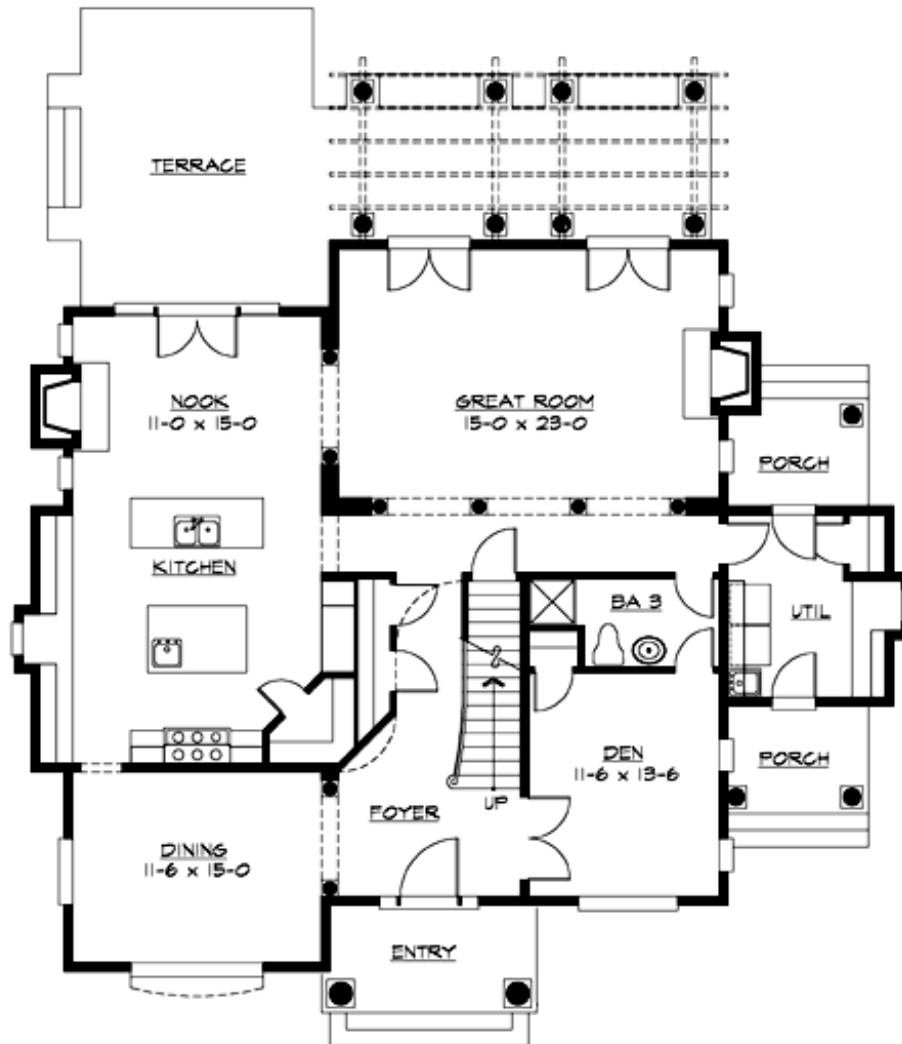 TERRACE
NOOK
11-0 x 15-0
GREAT ROOM
15-0 x 23-0
PORCH
KITCHEN
BA 3
UTIL
DEN
11-6 x 13-6
PORCH
UP
FOYER
DINING
11-6 x 15-0
ENTRY